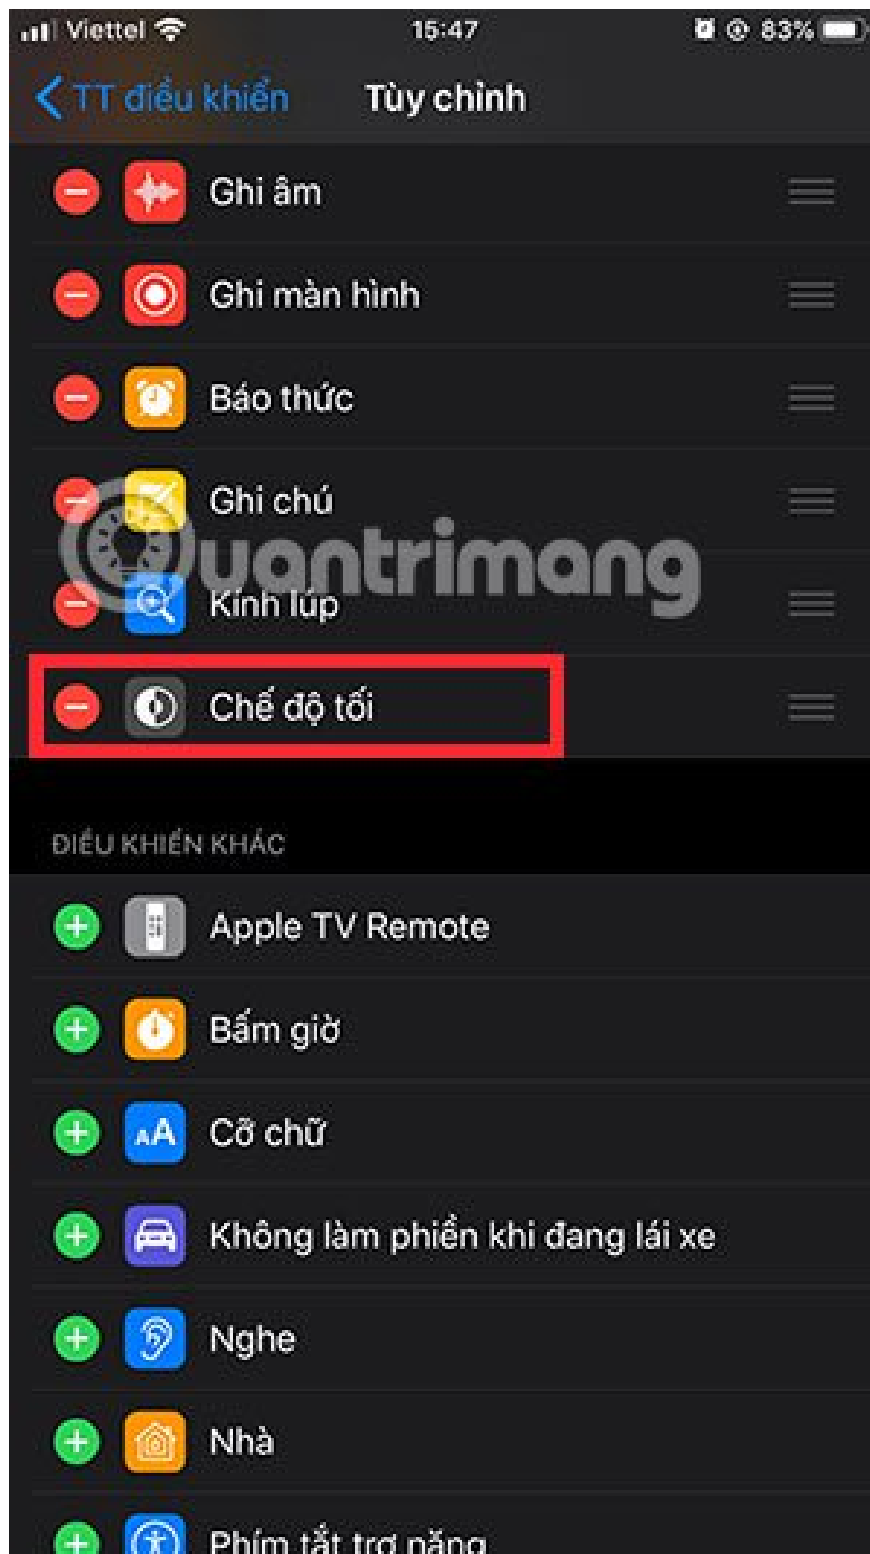 Viettel 15:47 83%
TT điều khiển Tùy chỉnh
Ghi âm
Ghi màn hình
Báo thức
Ghi chú
Quantrimang
Kính lúp
Chế độ tối
ĐIỀU KHIỂN KHÁC
Apple TV Remote
Bấm giờ
AA Cỡ chữ
Không làm phiền khi đang lái xe
Nghe
Nhà
Phím tắt trợ năng